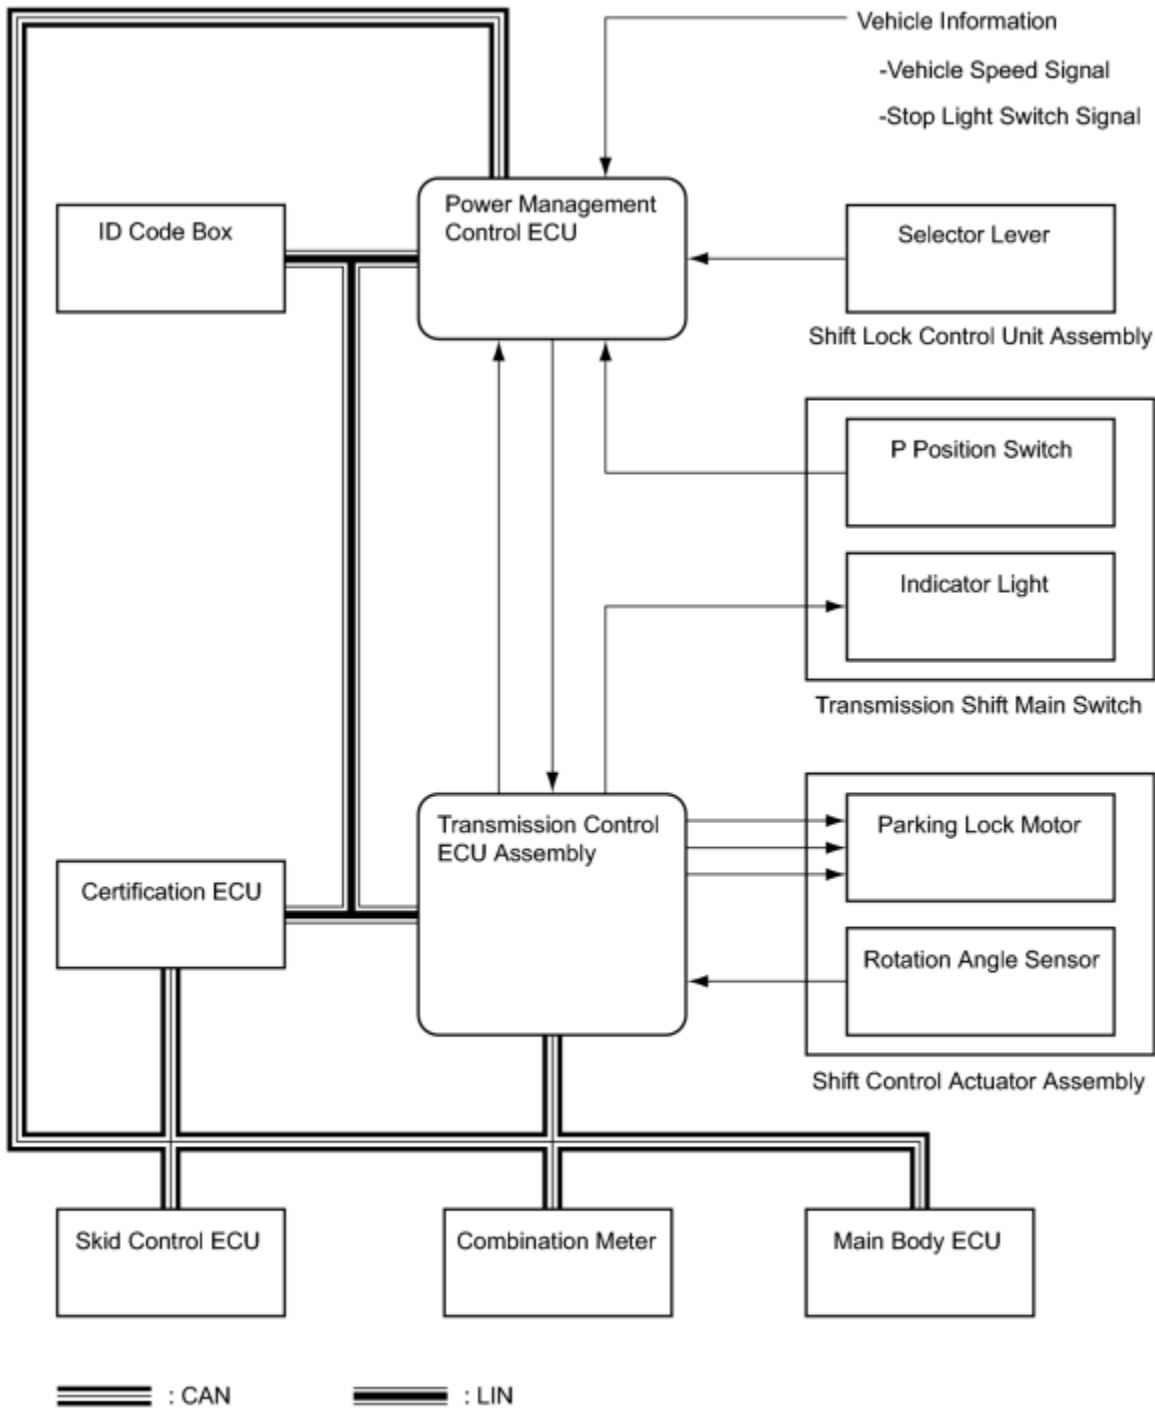 Vehicle Information
-Vehicle Speed Signal
-Stop Light Switch Signal
Power Management
Control ECU
ID Code Box
Selector Lever
Shift Lock Control Unit Assembly
P Position Switch
Indicator Light
Transmission Shift Main Switch
Transmission Control
ECU Assembly
Parking Lock Motor
Certification ECU
Rotation Angle Sensor
Shift Control Actuator Assembly
Skid Control ECU
Combination Meter
Main Body ECU
: CAN
: LIN